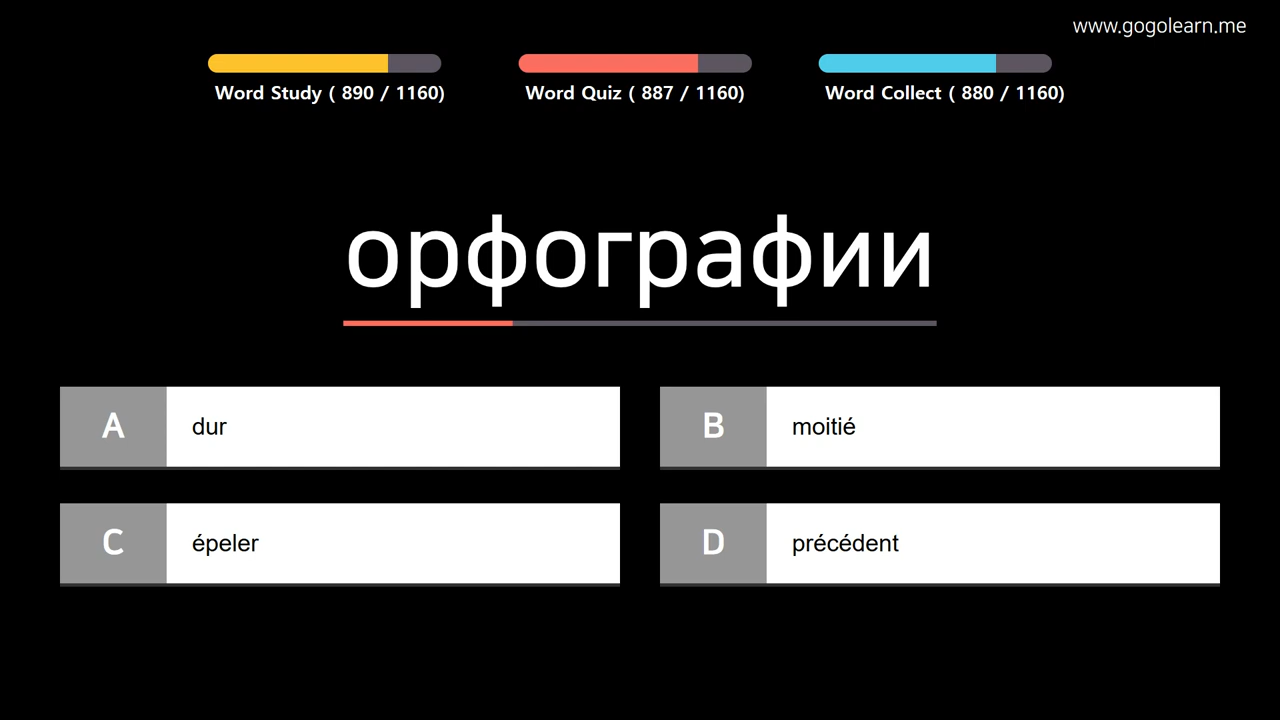 www.gogolearn.me
Word Study ( 890 / 1160)
Word Quiz ( 887 / 1160)
Word Collect ( 880 / 1160)
орфографии
A dur
B moitié
C épeler
D précédent